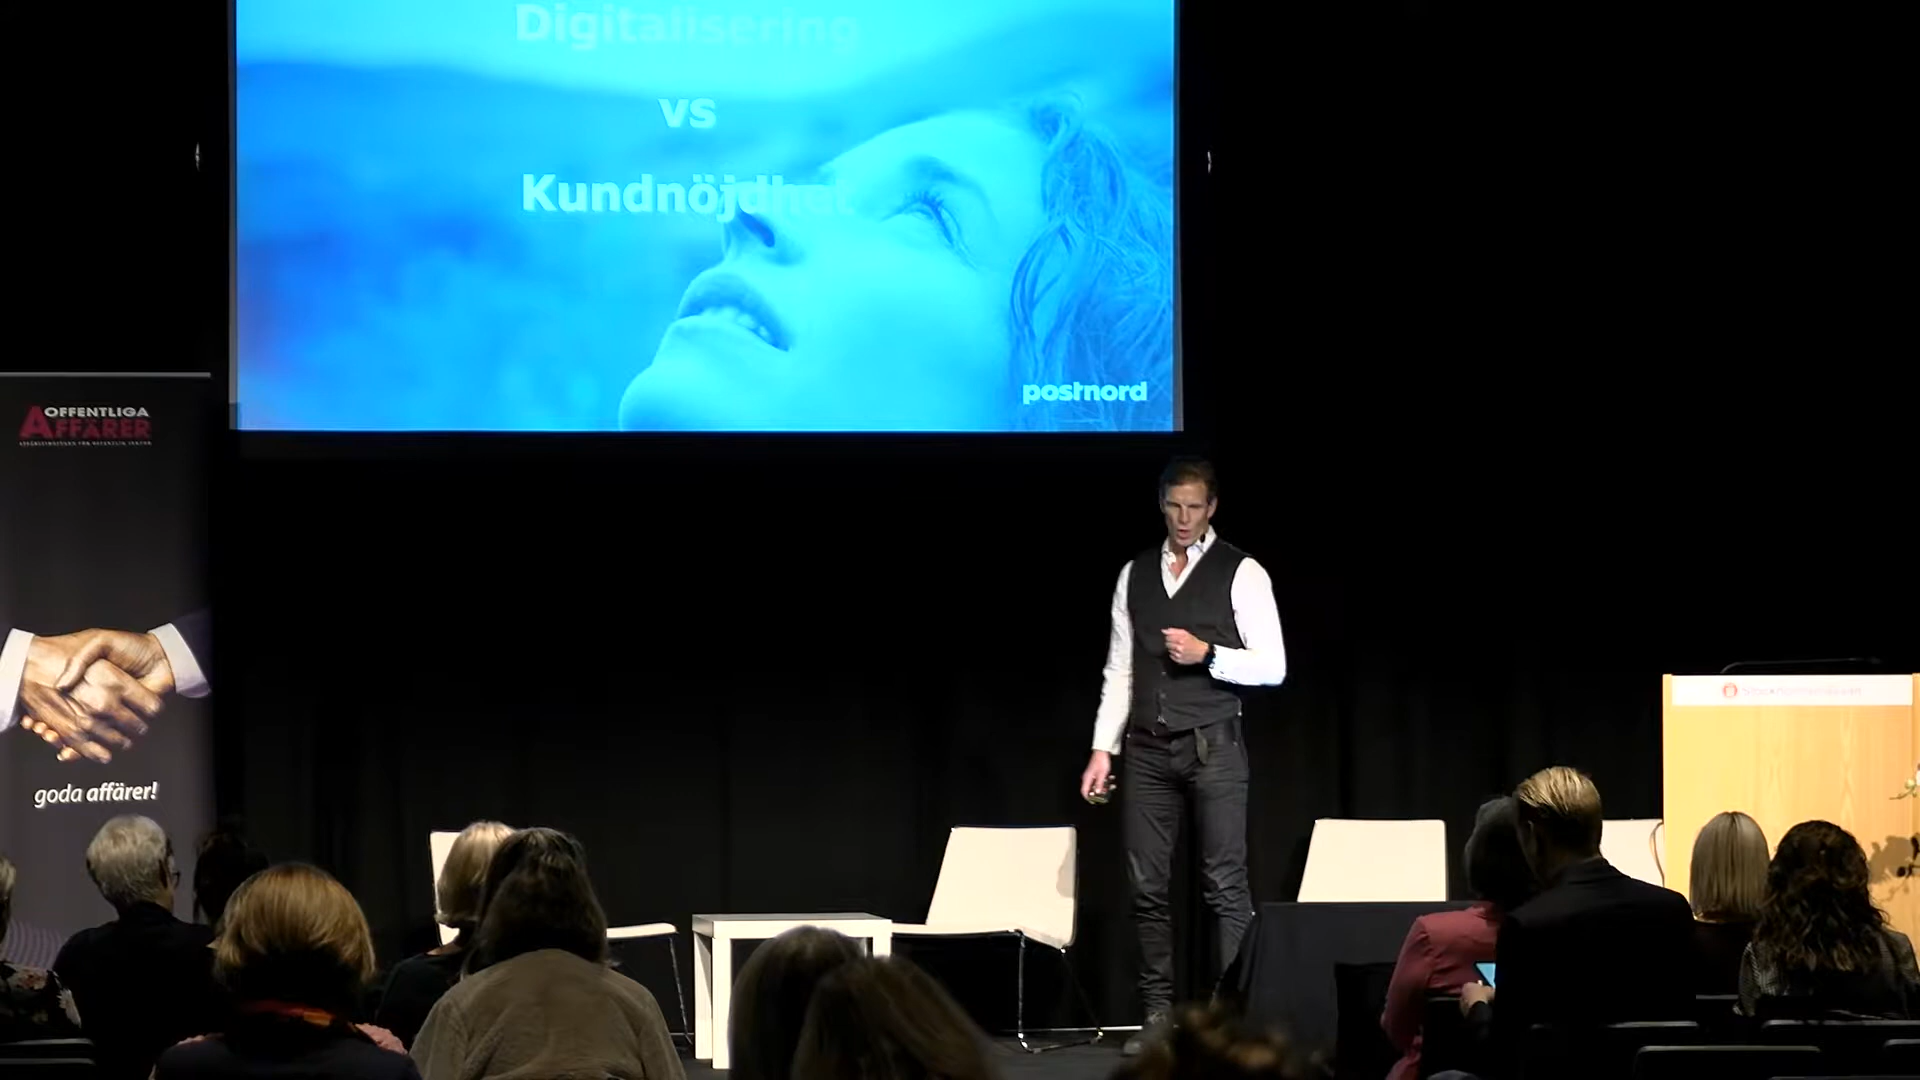 Digitalisering
vs
Kundnöjdhet
postnord
OFFENTLIGA
AFFÄRER
goda affärer!